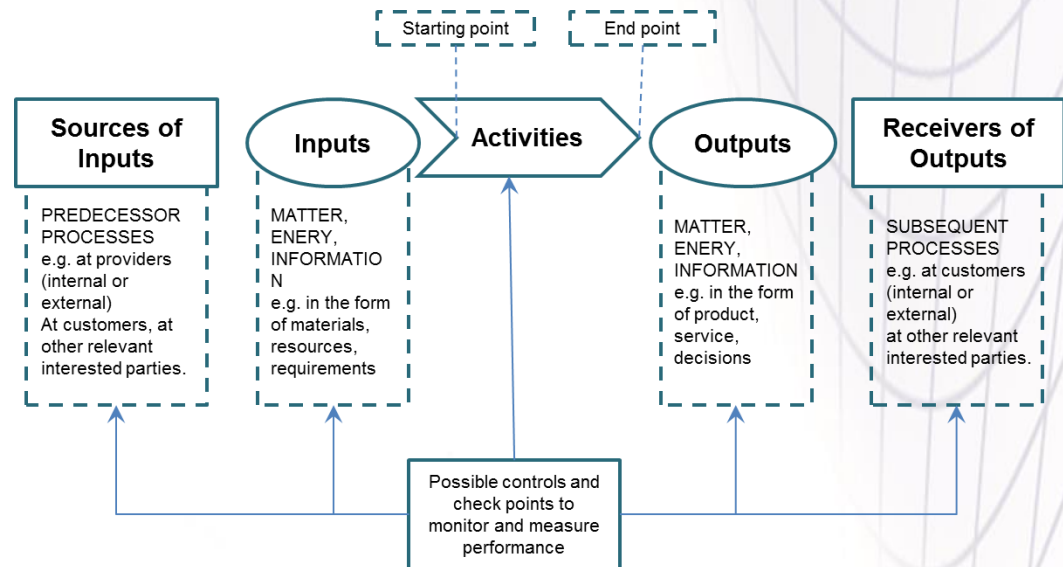 Starting point
End point
Sources of
Inputs
Inputs
Activities
Outputs
Receivers of
Outputs
PREDECESSOR
PROCESSES
e.g. at providers
(internal or
external)
At customers, at
other relevant
interested parties.
MATTER,
ENERY,
INFORMATIO
N
e.g. in the form
of materials,
resources,
requirements
MATTER,
ENERY,
INFORMATION
e.g. in the form
of product,
service,
decisions
SUBSEQUENT
PROCESSES
e.g. at customers
(internal or
external)
at other relevant
interested parties.
Possible controls and
check points to
monitor and measure
performance